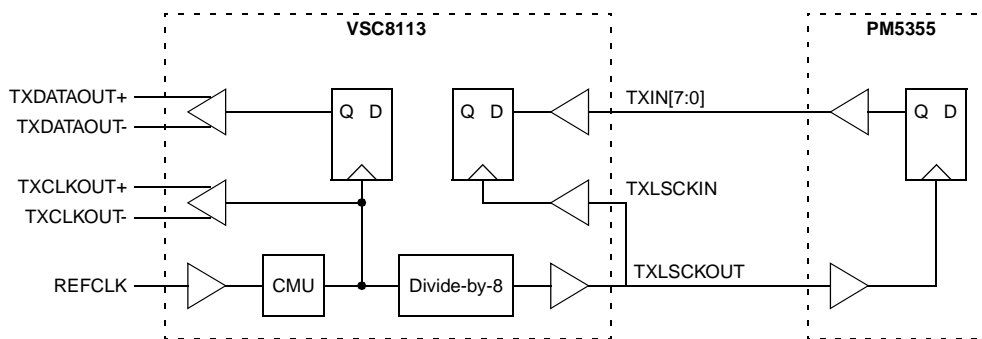 VSC8113
PM5355
TXDATAOUT+
TXDATAOUT-
Q D
Q D
TXIN[7:0]
Q D
TXCLKOUT+
TXCLKOUT-
TXLSCKIN
REFCLK
CMU
Divide-by-8
TXLSCKOUT